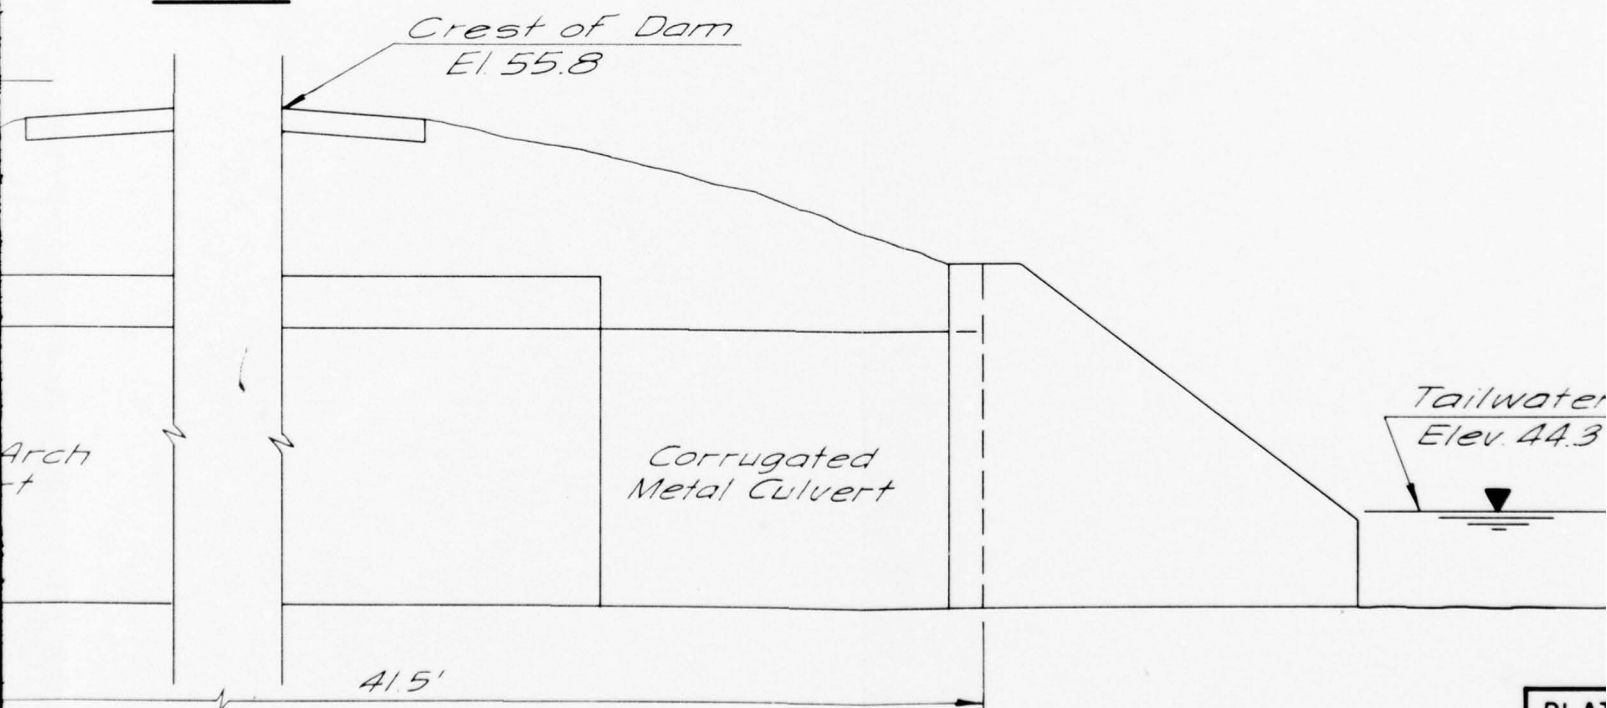 Crest of Dam
El. 55.8
Arch
Corrugated
Metal Culvert
Tailwater
Elev. 44.3
41.5'